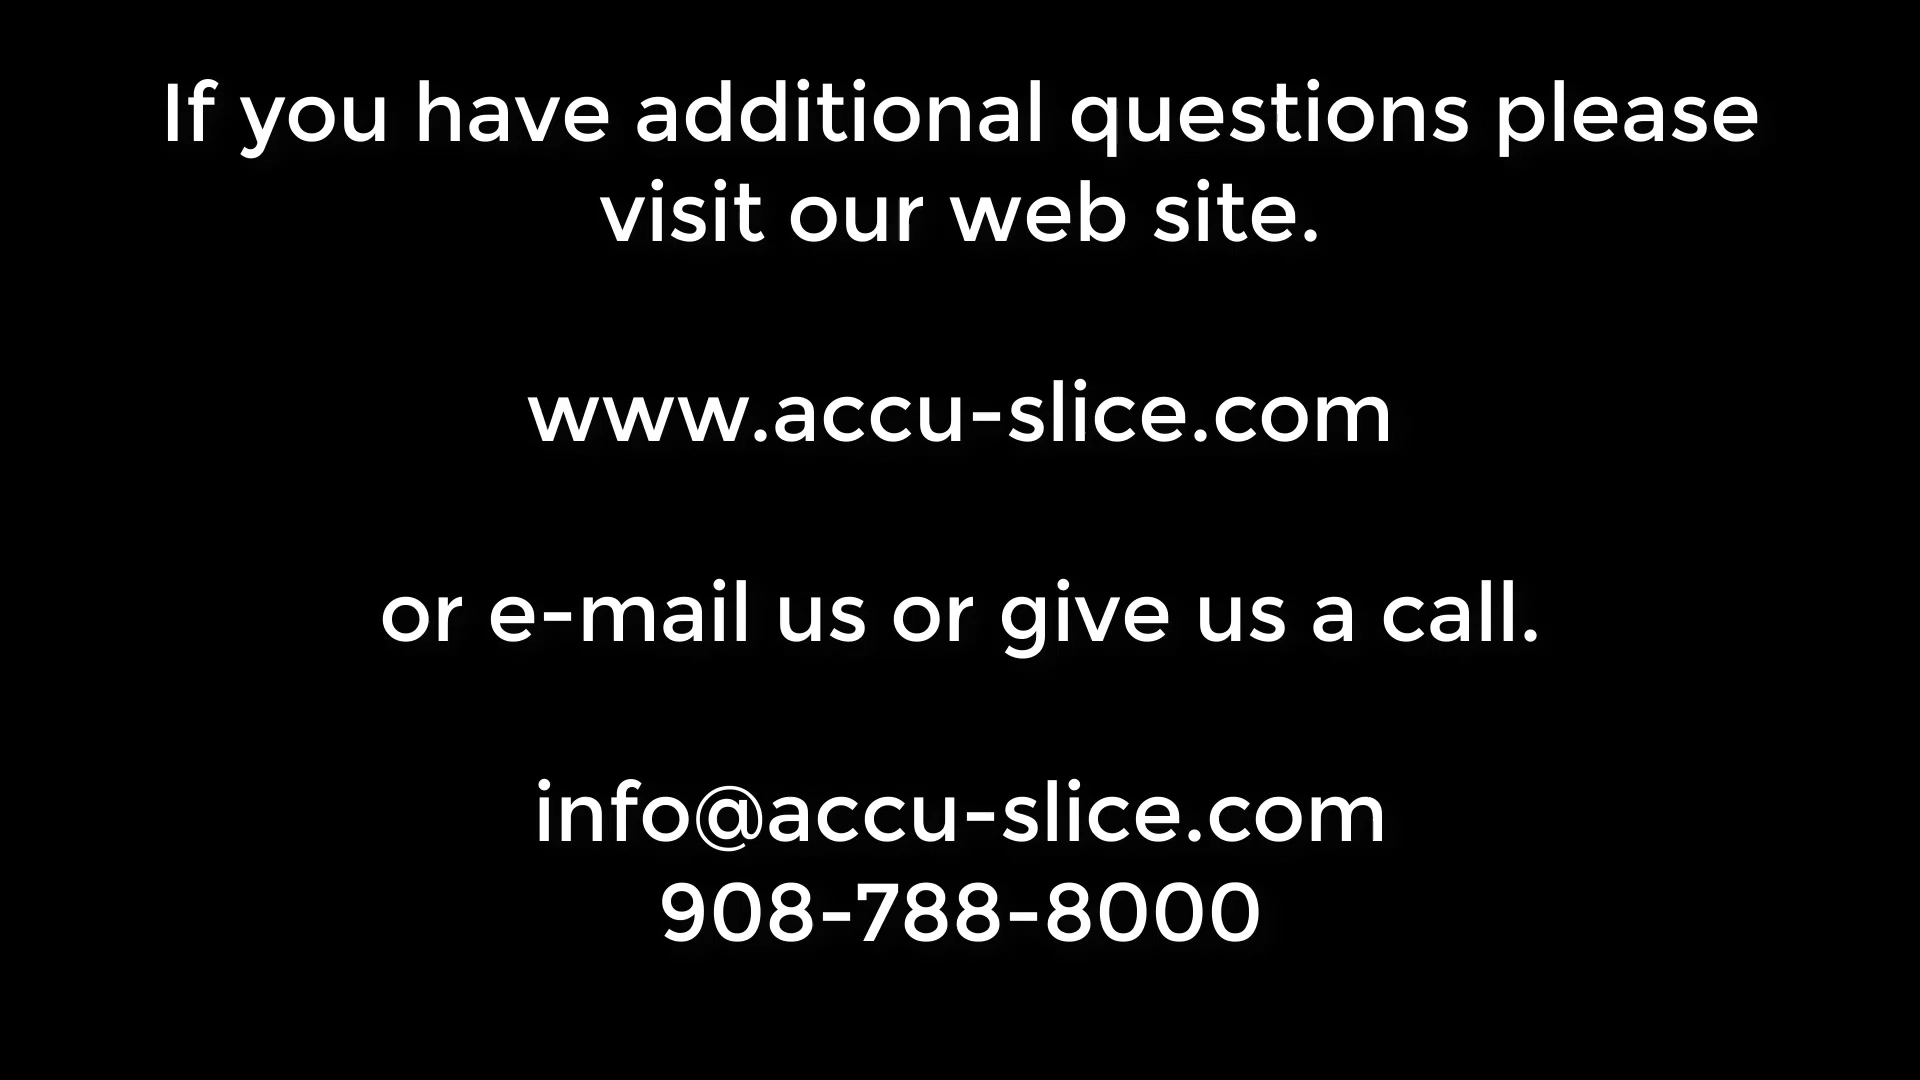 If you have additional questions please
visit our web site.
www.accu-slice.com
or e-mail us or give us a call.
info@accu-slice.com
908-788-8000